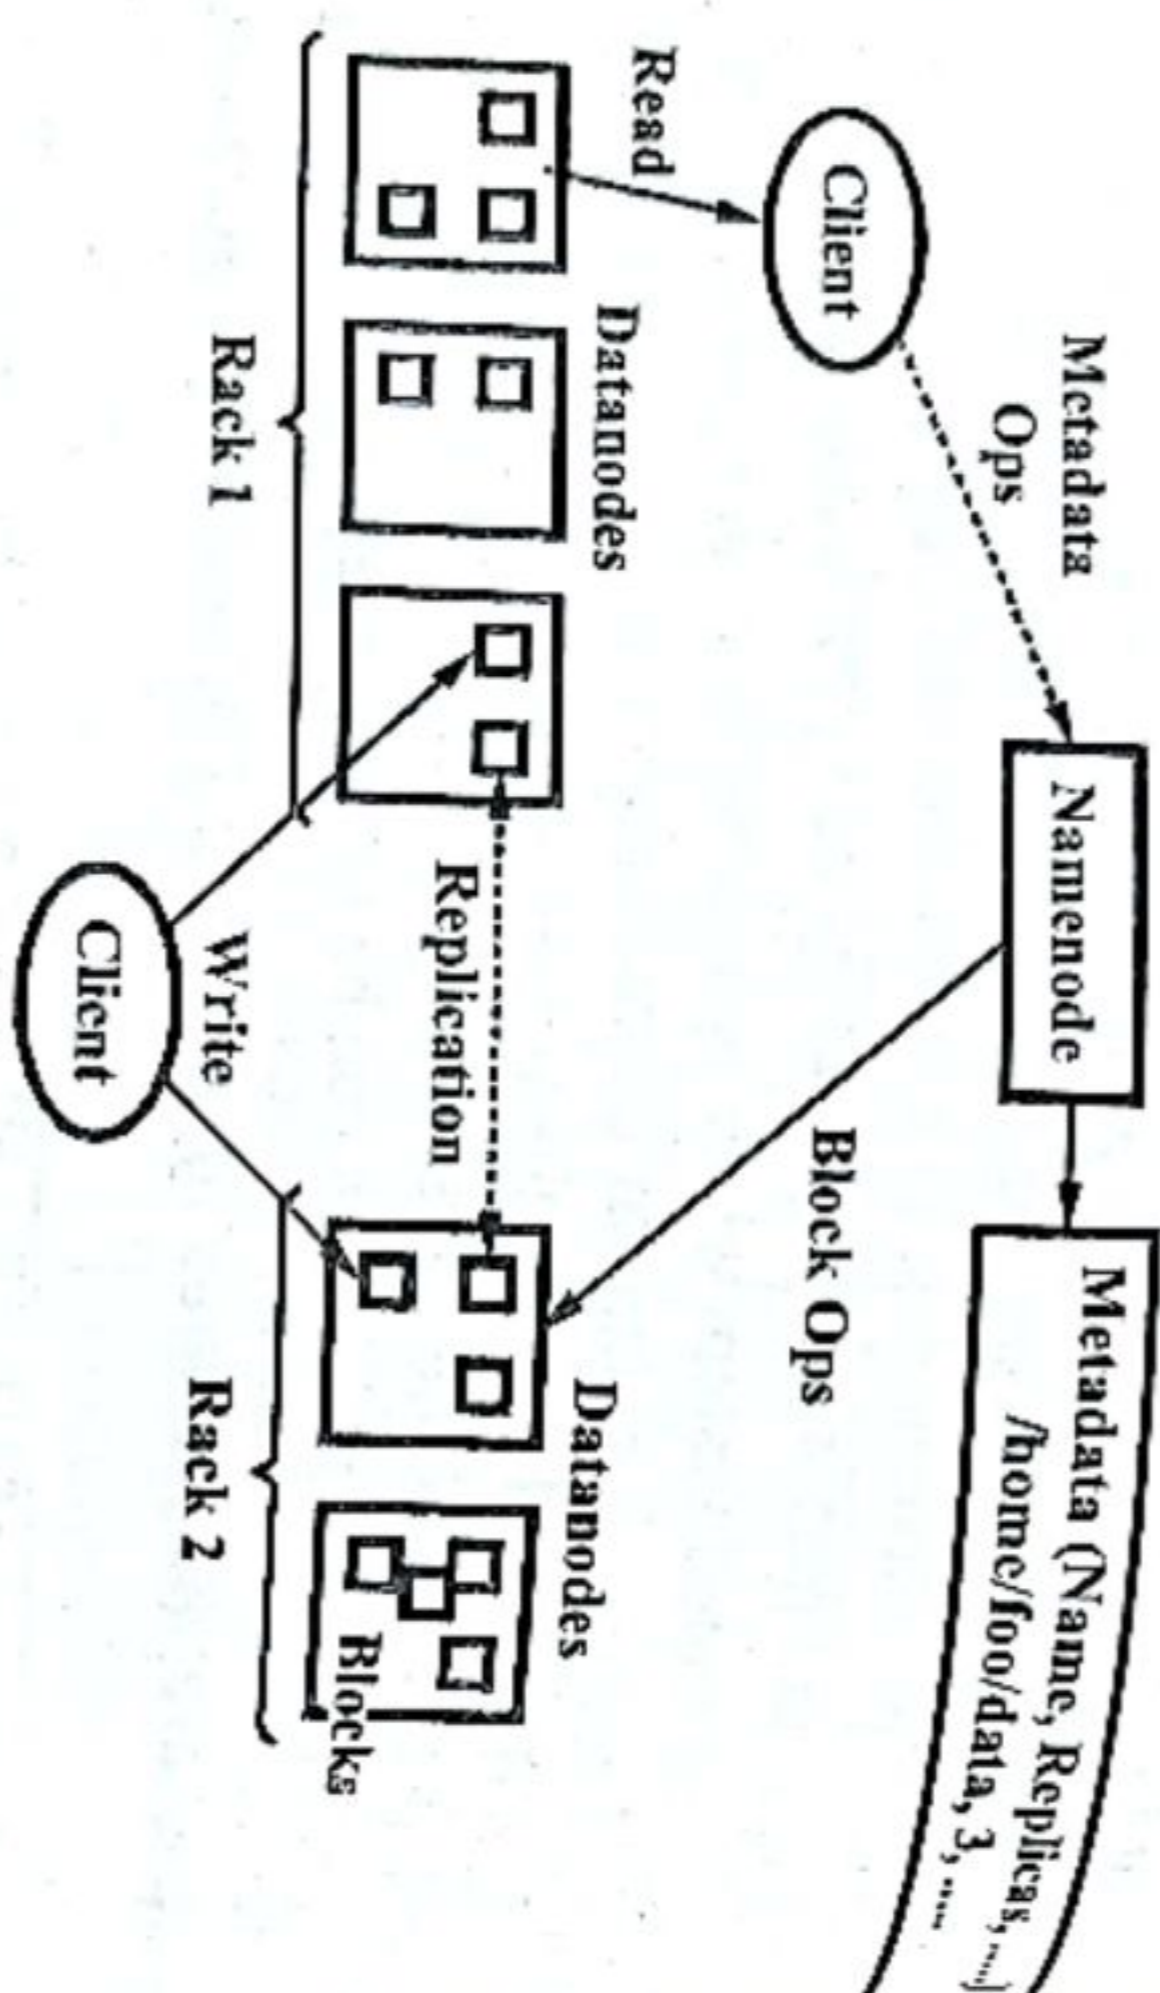 Metadata (Name, Replicas, ....)
/home/foo/data, 3, .....
Namenode
Metadata
Ops
Client
Block Ops
Read
Datanodes
Datanodes
Replication
Blocks
Rack 1
Write
Rack 2
Client